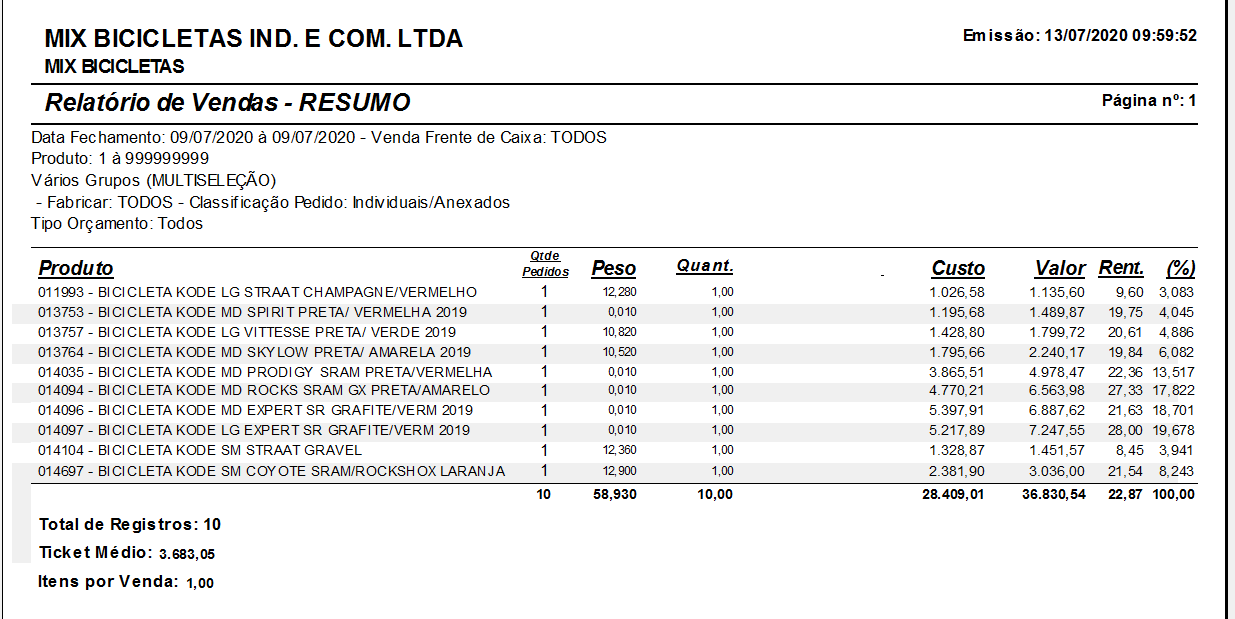 MIX BICICLETAS IND. E COM. LTDA Emissão: 13/07/2020 09:59:52
MIX BICICLETAS
Relatório de Vendas - RESUMO Página nº: 1
Data Fechamento: 09/07/2020 à 09/07/2020 - Venda Frente de Caixa: TODOS
Produto: 1 à 999999999
Vários Grupos (MULTISELEÇÃO)
- Fabricar: TODOS - Classificação Pedido: Individuais/Anexados
Tipo Orçamento: Todos
Produto Qtde Pedidos Peso Quant. - Custo Valor Rent. (%)
011993 - BICICLETA KODE LG STRAAT CHAMPAGNE/VERMELHO 1 12,280 1,00 1.026,58 1.135,60 9,60 3,083
013753 - BICICLETA KODE MD SPIRIT PRETA/ VERMELHA 2019 1 0,010 1,00 1.195,68 1.489,87 19,75 4,045
013757 - BICICLETA KODE LG VITTESSE PRETA/ VERDE 2019 1 10,820 1,00 1.428,80 1.799,72 20,61 4,886
013764 - BICICLETA KODE MD SKYLOW PRETA/ AMARELA 2019 1 10,520 1,00 1.795,66 2.240,17 19,84 6,082
014035 - BICICLETA KODE MD PRODIGY SRAM PRETA/VERMELHA 1 0,010 1,00 3.865,51 4.978,47 22,36 13,517
014094 - BICICLETA KODE MD ROCKS SRAM GX PRETA/AMARELO 1 0,010 1,00 4.770,21 6.563,98 27,33 17,822
014096 - BICICLETA KODE MD EXPERT SR GRAFITE/VERM 2019 1 0,010 1,00 5.397,91 6.887,62 21,63 18,701
014097 - BICICLETA KODE LG EXPERT SR GRAFITE/VERM 2019 1 0,010 1,00 5.217,89 7.247,55 28,00 19,678
014104 - BICICLETA KODE SM STRAAT GRAVEL 1 12,360 1,00 1.328,87 1.451,57 8,45 3,941
014697 - BICICLETA KODE SM COYOTE SRAM/ROCKSHOX LARANJA 1 12,900 1,00 2.381,90 3.036,00 21,54 8,243
10 58,930 10,00 28.409,01 36.830,54 22,87 100,00
Total de Registros: 10
Ticket Médio: 3.683,05
Itens por Venda: 1,00